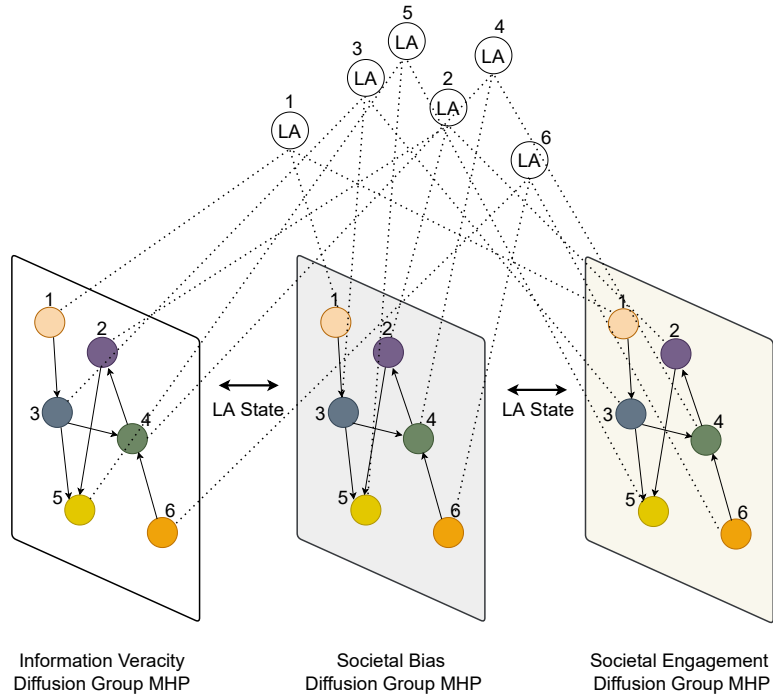 5
4
3
LA
LA
2
LA
1
LA
6
LA
LA
1
2
3
4
5
6
LA State
1
2
3
4
5
6
LA State
1
2
3
4
5
6
Information Veracity
Diffusion Group MHP
Societal Bias
Diffusion Group MHP
Societal Engagement
Diffusion Group MHP